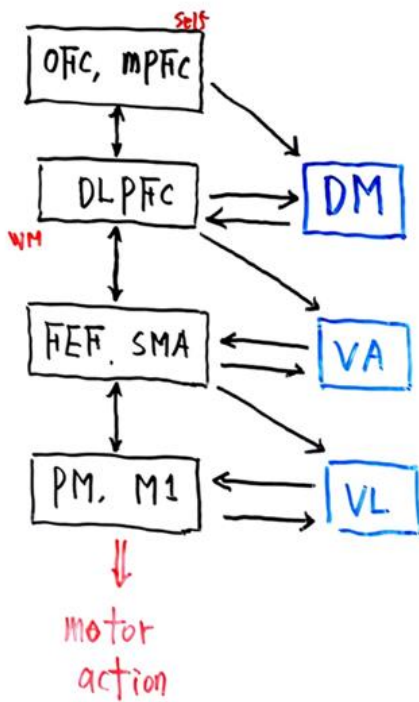 self
OFC, mPFC
DLPFC
DM
WM
FEF. SMA
VA
PM. M1
VL
motor
action